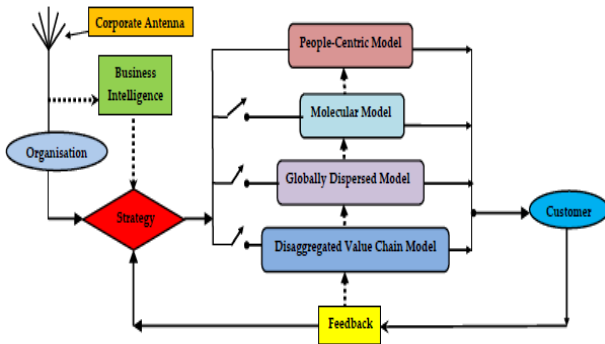 Corporate Antenna
People-Centric Model
Business
Intelligence
Molecular Model
Organisation
Globally Dispersed Model
Strategy
Customer
Disaggregated Value Chain Model
Feedback